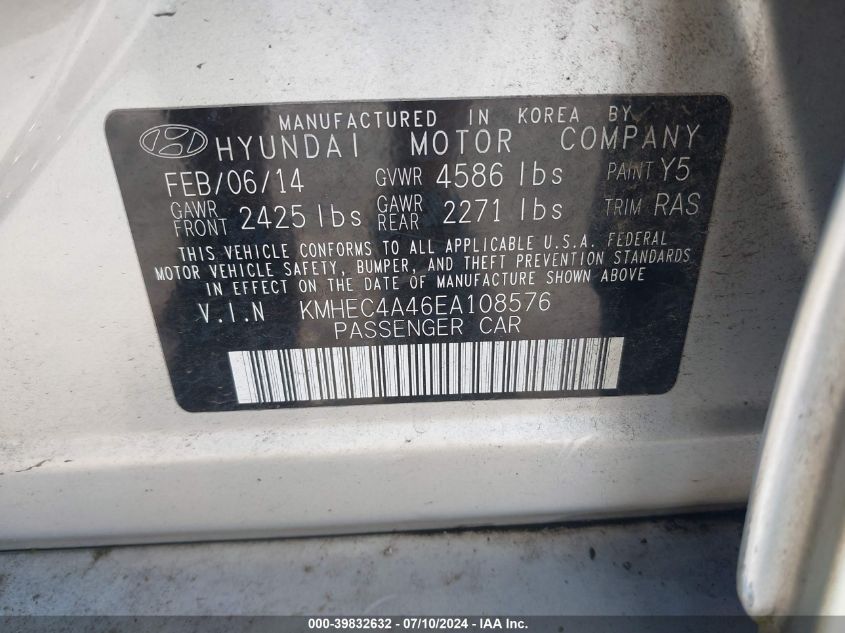 MANUFACTURED IN KOREA BY
HYUNDAI MOTOR COMPANY
FEB/06/14 GVWR 4586 lbs PAINT Y5
GAWR FRONT 2425 lbs GAWR REAR 2271 lbs TRIM RAS
THIS VEHICLE CONFORMS TO ALL APPLICABLE U.S.A. FEDERAL
MOTOR VEHICLE SAFETY, BUMPER, AND THEFT PREVENTION STANDARDS
IN EFFECT ON THE DATE OF MANUFACTURE SHOWN ABOVE
V.I.N KMHEC4A46EA108576
PASSENGER CAR
000-39832632 / 07/10/2024 - IAA Inc.